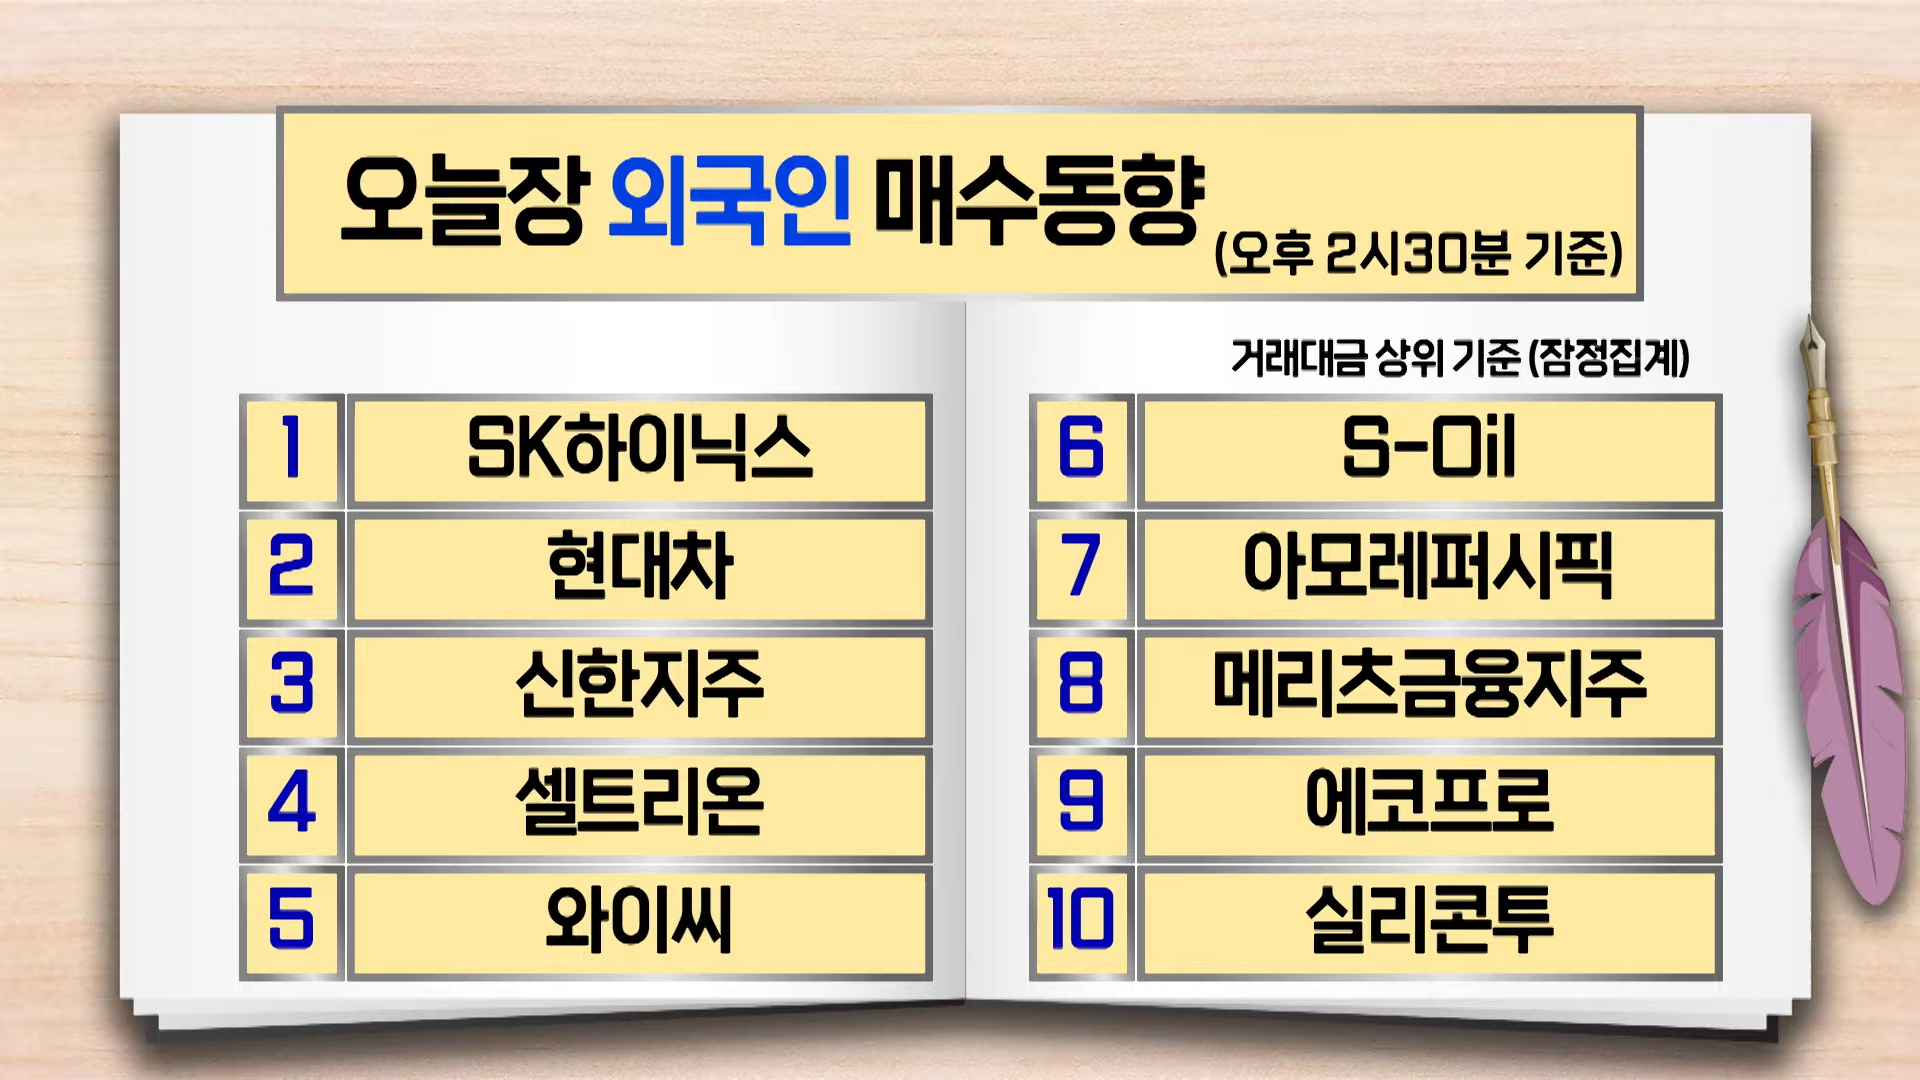 오늘장 외국인 매수동향
(오후 2시30분 기준)
거래대금 상위 기준 (잠정집계)
1 SK하이닉스
2 현대차
3 신한지주
4 셀트리온
5 와이씨
6 S-Oil
7 아모레퍼시픽
8 메리츠금융지주
9 에코프로
10 실리콘투